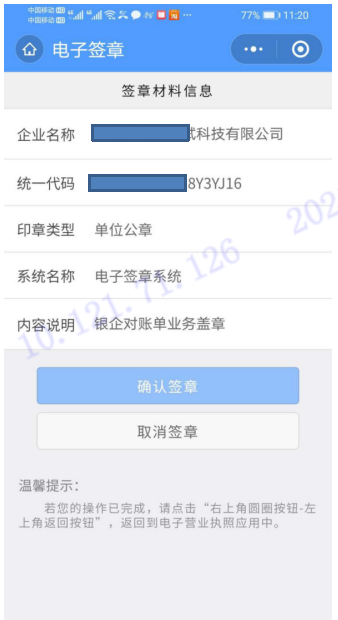 中国移动 HD
中国移动 HD
77% 11:20
电子签章
签章材料信息
企业名称 试科技有限公司
统一代码 8Y3YJ16
印章类型 单位公章
系统名称 电子签章系统
内容说明 银企对账单业务盖章
10.121.71.126 202
确认签章
取消签章
温馨提示:
若您的操作已完成，请点击“右上角圆圈按钮-左
上角返回按钮”，返回到电子营业执照应用中。